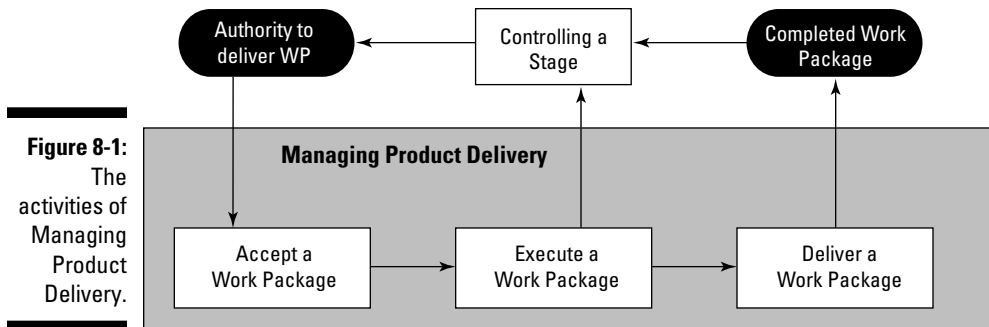 Authority to
deliver WP
Controlling a
Stage
Completed Work
Package
Figure 8-1:
The
activities of
Managing
Product
Delivery.
Managing Product Delivery
Accept a
Work Package
Execute a
Work Package
Deliver a
Work Package